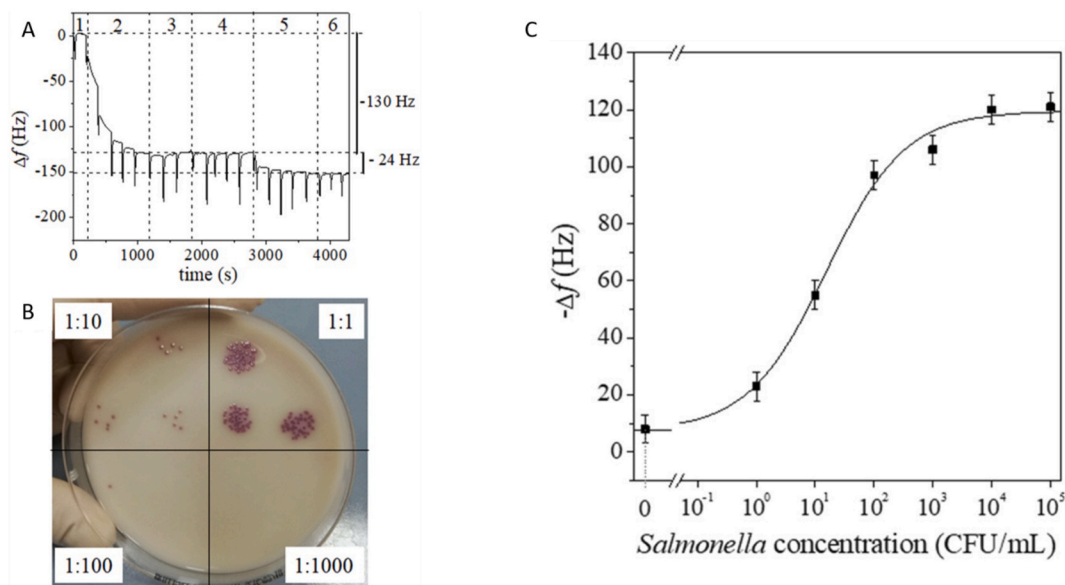 A
1 2 3 4 5 6
0
-50
-100
-150
-200
Δf (Hz)
-130 Hz
- 24 Hz
0 1000 2000 3000 4000
time (s)
B
1:10 1:1
1:100 1:1000
C
140
120
100
80
60
40
20
0
-Δf (Hz)
0 10⁻¹ 10⁰ 10¹ 10² 10³ 10⁴ 10⁵
Salmonella concentration (CFU/mL)